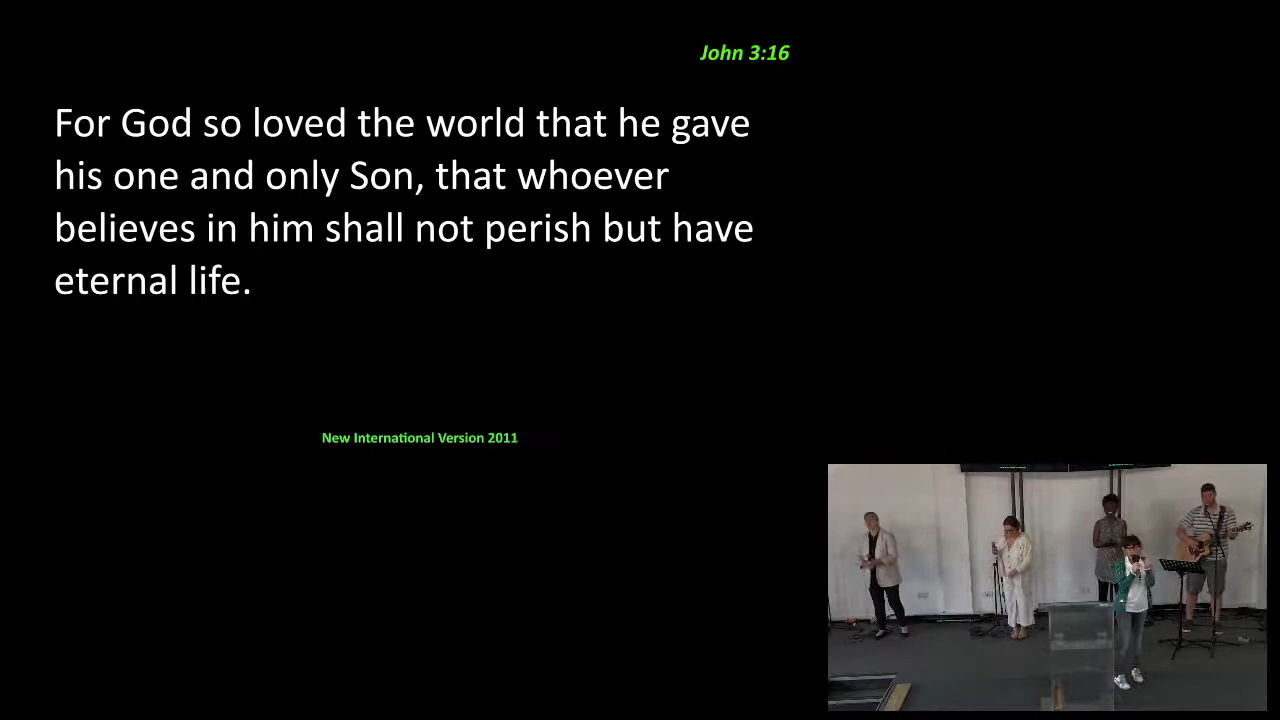 John 3:16
For God so loved the world that he gave
his one and only Son, that whoever
believes in him shall not perish but have
eternal life.
New International Version 2011